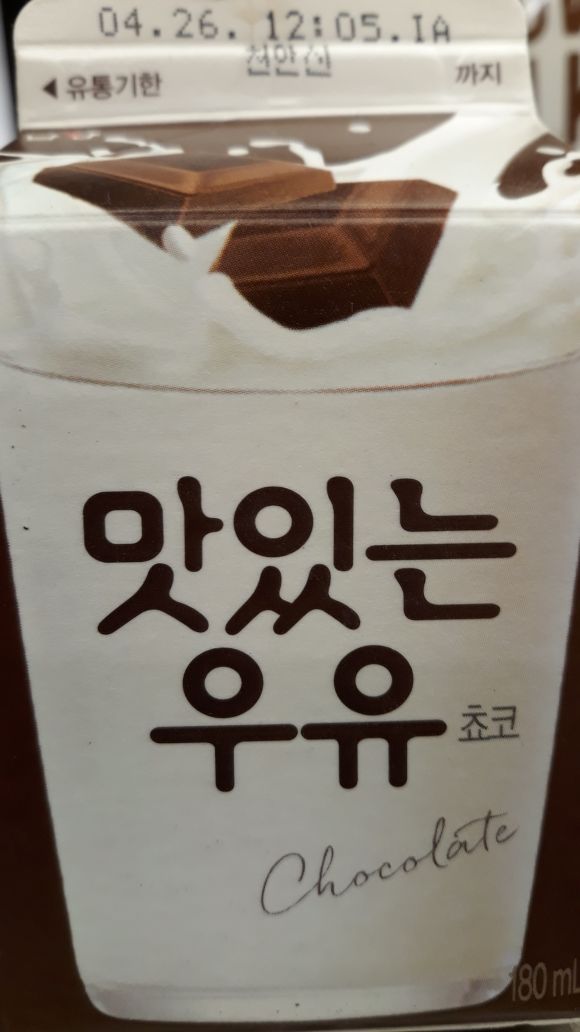 04.26. 12:05.IA
천안신
◀ 유통기한 까지
맛있는
우유 쵸코
Chocolate
180 mL